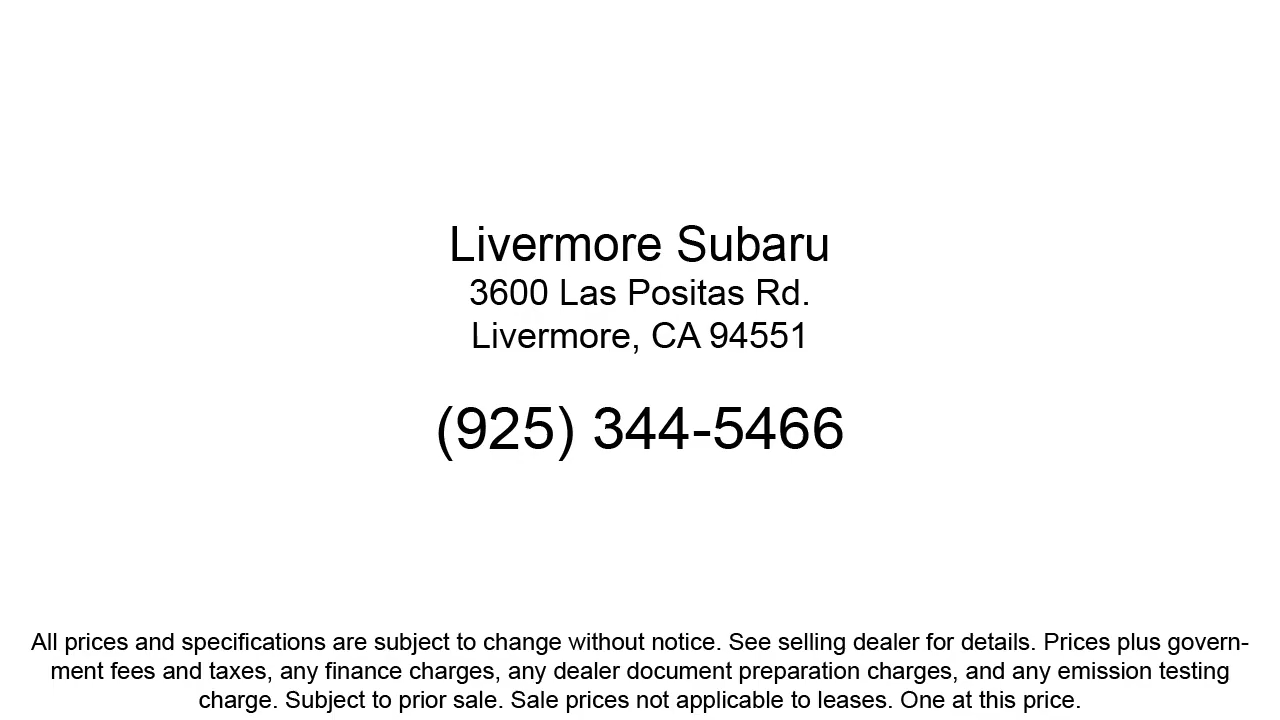 Livermore Subaru
3600 Las Positas Rd.
Livermore, CA 94551
(925) 344-5466
All prices and specifications are subject to change without notice. See selling dealer for details. Prices plus govern-
ment fees and taxes, any finance charges, any dealer document preparation charges, and any emission testing
charge. Subject to prior sale. Sale prices not applicable to leases. One at this price.